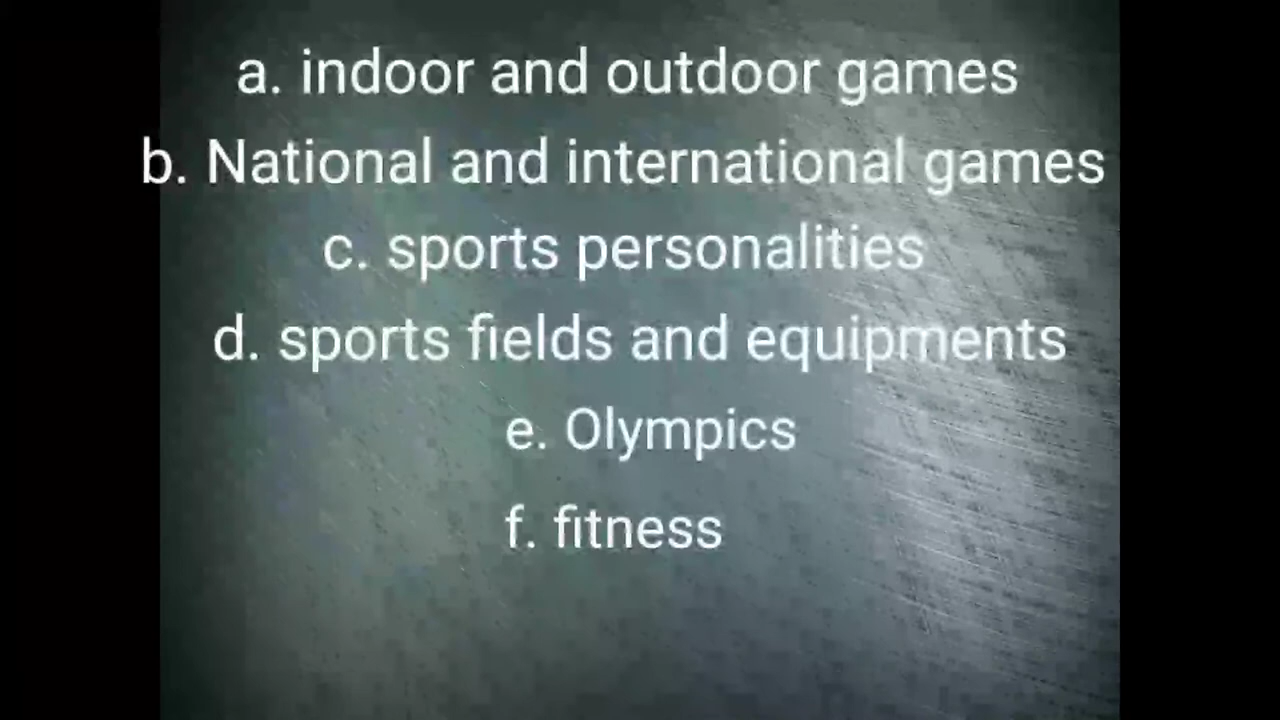 a. indoor and outdoor games
b. National and international games
c. sports personalities
d. sports fields and equipments
e. Olympics
f. fitness